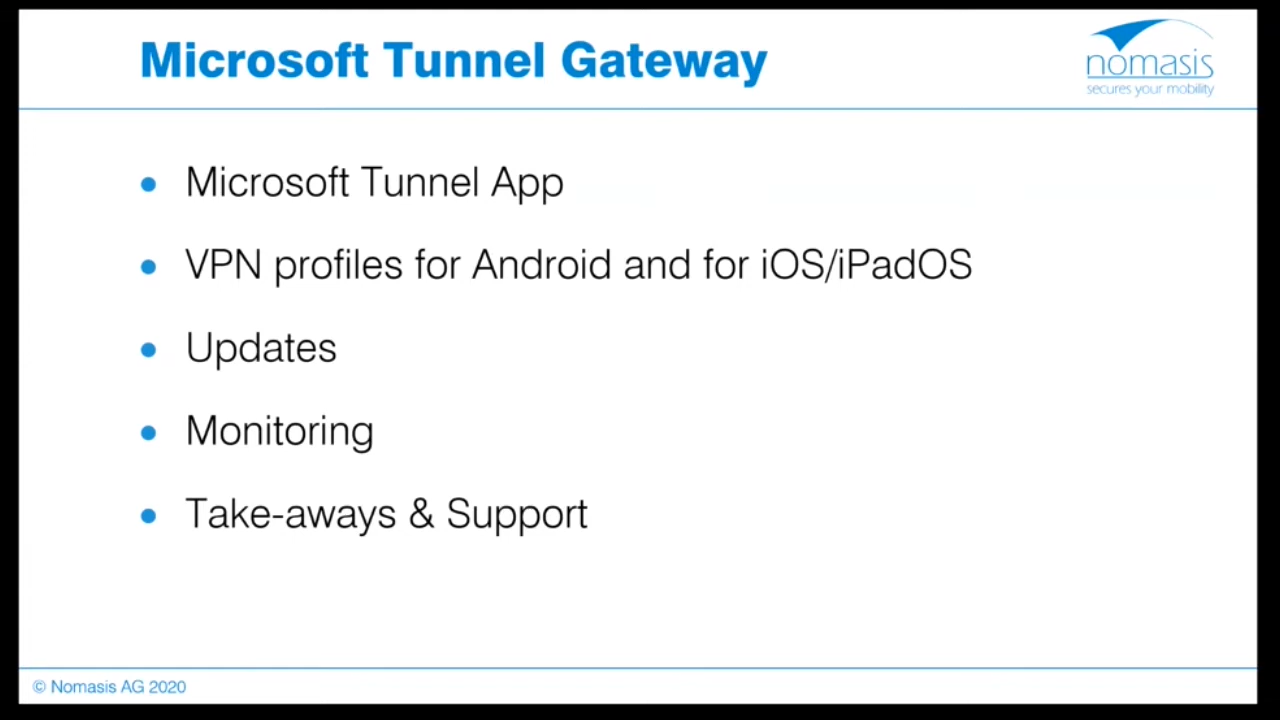 Microsoft Tunnel Gateway
nomasis
secures your mobility
Microsoft Tunnel App
VPN profiles for Android and for iOS/iPadOS
Updates
Monitoring
Take-aways & Support
© Nomasis AG 2020